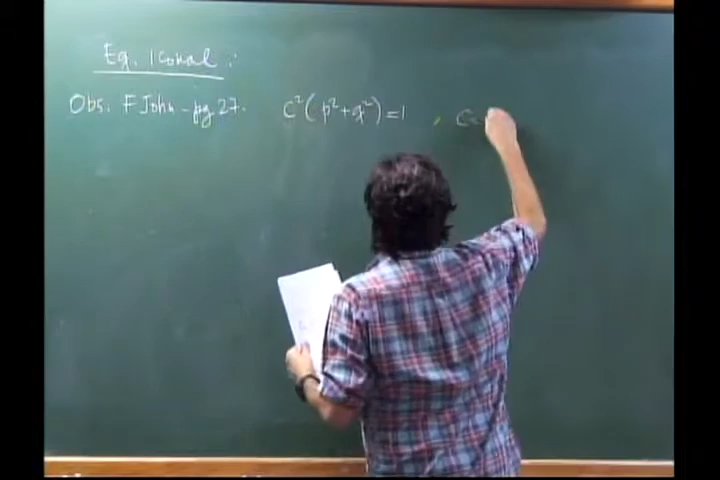 Eq. Iconal :
Obs. F John - pg 27. C²( p² + q² ) = 1 , C =